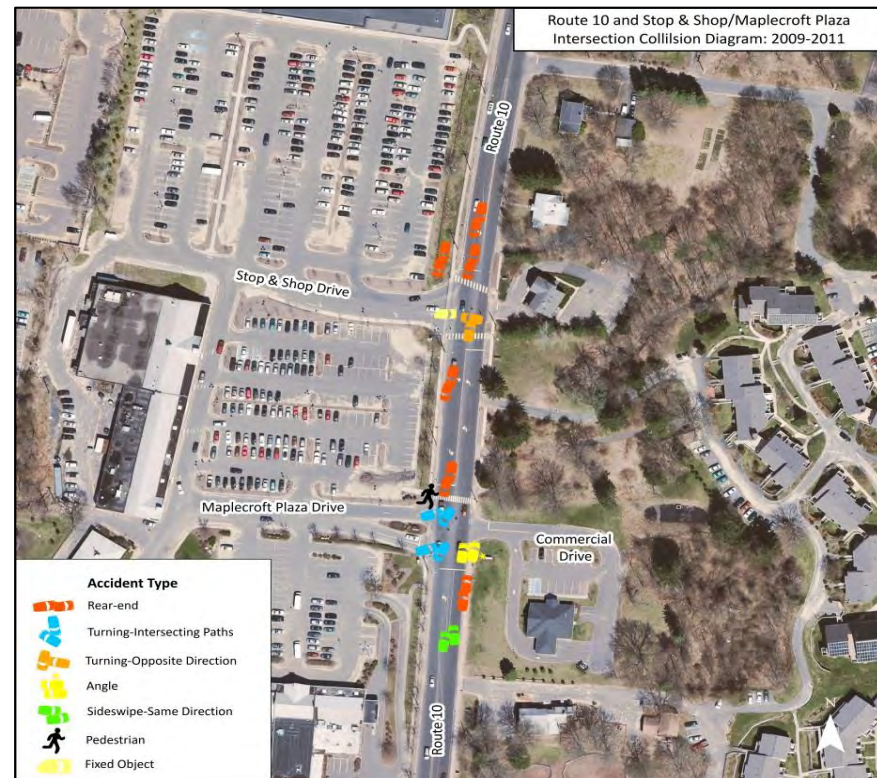 Route 10 and Stop & Shop/Maplecroft Plaza
Intersection Collilsion Diagram: 2009-2011
Route 10
Stop & Shop Drive
Maplecroft Plaza Drive
Commercial
Drive
Accident Type
Rear-end
Turning-Intersecting Paths
Turning-Opposite Direction
Angle
Sideswipe-Same Direction
Pedestrian
Fixed Object
Route 10
N